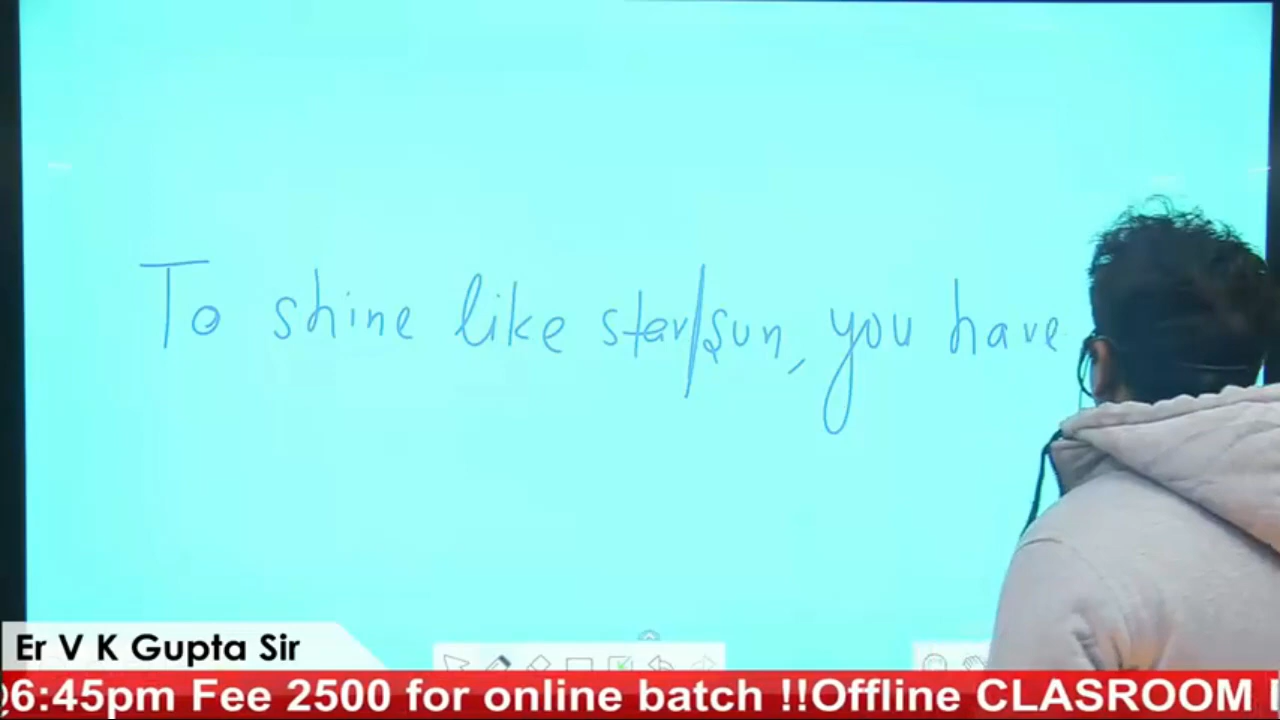 To shine like star/sun, you have
Er V K Gupta Sir
@6:45pm Fee 2500 for online batch !!Offline CLASROOM